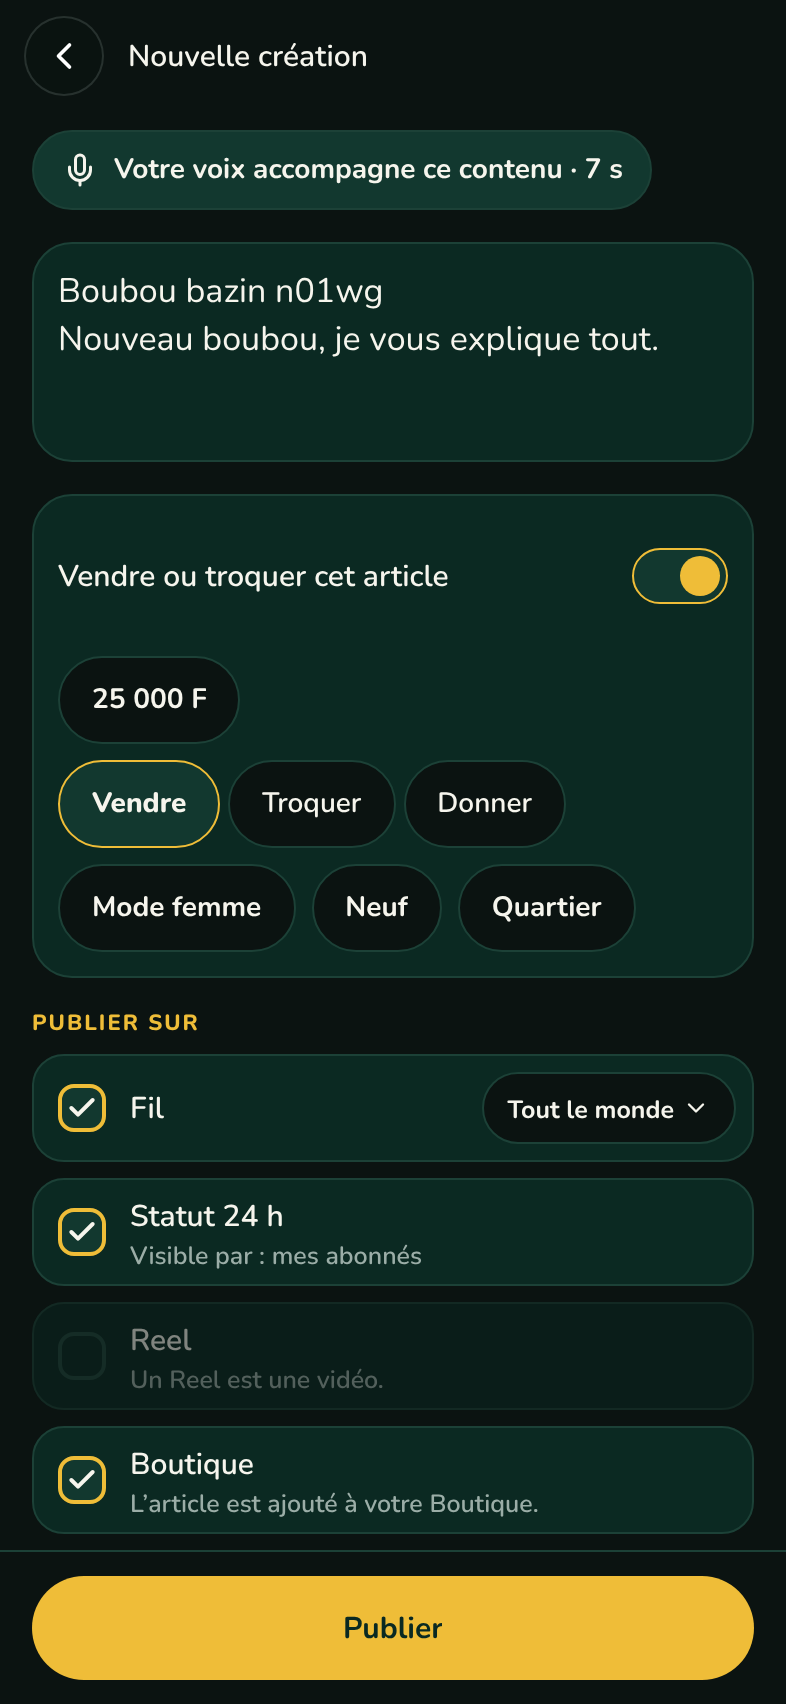 Nouvelle création
Votre voix accompagne ce contenu · 7 s
Boubou bazin n01wg
Nouveau boubou, je vous explique tout.
Vendre ou troquer cet article
25 000 F
Vendre Troquer Donner
Mode femme Neuf Quartier
PUBLIER SUR
Fil Tout le monde
Statut 24 h
Visible par : mes abonnés
Reel
Un Reel est une vidéo.
Boutique
L’article est ajouté à votre Boutique.
Publier